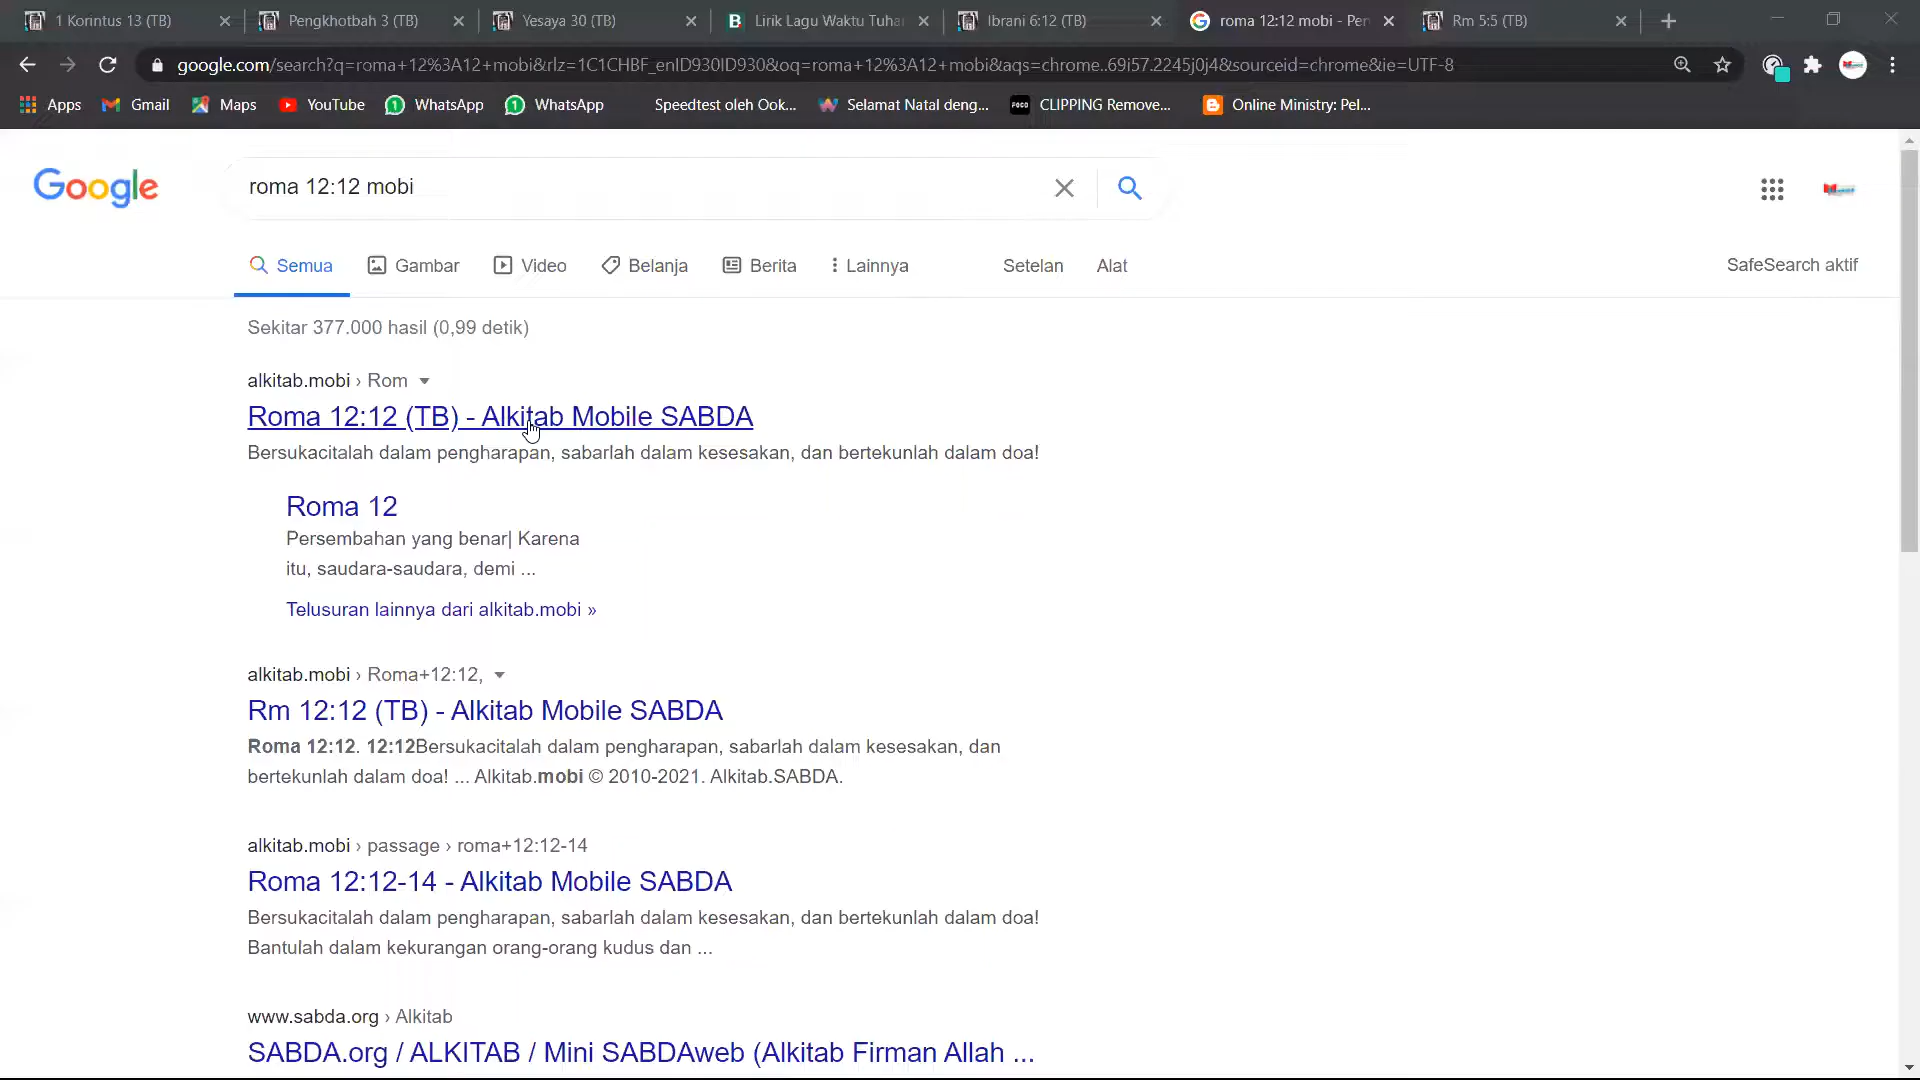 1 Korintus 13 (TB)
Pengkhotbah 3 (TB)
Yesaya 30 (TB)
Lirik Lagu Waktu Tuha
Ibrani 6:12 (TB)
roma 12:12 mobi - Pen
Rm 5:5 (TB)
google.com/search?q=roma+12%3A12+mobi&rlz=1C1CHBF_enID930ID930&oq=roma+12%3A12+mobi&aqs=chrome..69i57.2245j0j4&sourceid=chrome&ie=UTF-8
Apps
Gmail
Maps
YouTube
WhatsApp
WhatsApp
Speedtest oleh Ook...
Selamat Natal deng...
CLIPPING Remove...
Online Ministry: Pel...
Google
roma 12:12 mobi
Semua
Gambar
Video
Belanja
Berita
Lainnya
Setelan
Alat
SafeSearch aktif
Sekitar 377.000 hasil (0,99 detik)
alkitab.mobi › Rom
Roma 12:12 (TB) - Alkitab Mobile SABDA
Bersukacitalah dalam pengharapan, sabarlah dalam kesesakan, dan bertekunlah dalam doa!
Roma 12
Persembahan yang benar| Karena
itu, saudara-saudara, demi ...
Telusuran lainnya dari alkitab.mobi »
alkitab.mobi › Roma+12:12,
Rm 12:12 (TB) - Alkitab Mobile SABDA
Roma 12:12. 12:12Bersukacitalah dalam pengharapan, sabarlah dalam kesesakan, dan
bertekunlah dalam doa! ... Alkitab.mobi © 2010-2021. Alkitab.SABDA.
alkitab.mobi › passage › roma+12:12-14
Roma 12:12-14 - Alkitab Mobile SABDA
Bersukacitalah dalam pengharapan, sabarlah dalam kesesakan, dan bertekunlah dalam doa!
Bantulah dalam kekurangan orang-orang kudus dan ...
www.sabda.org › Alkitab
SABDA.org / ALKITAB / Mini SABDAweb (Alkitab Firman Allah ...